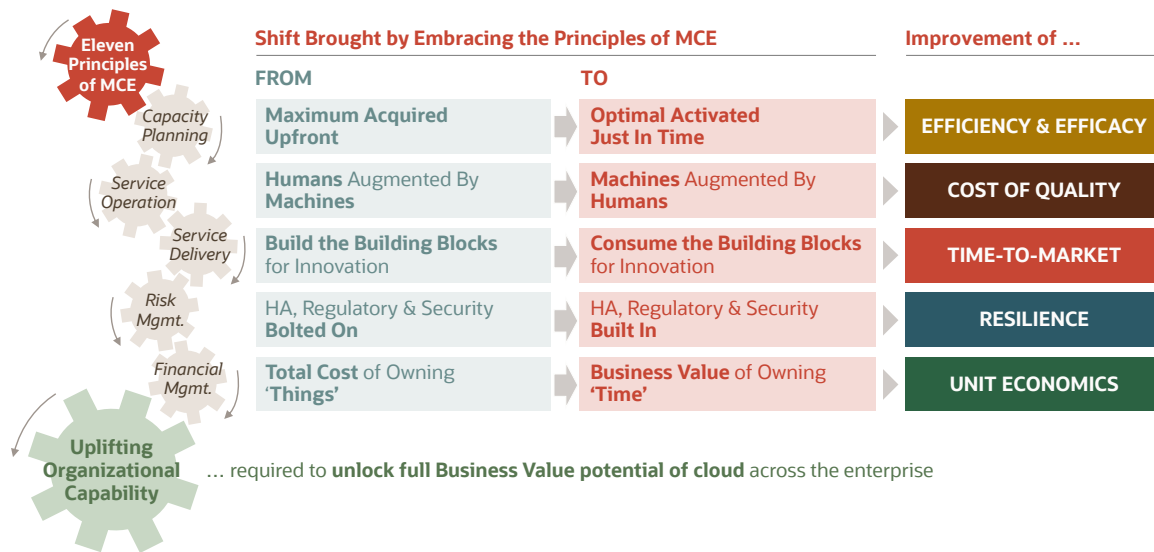 Eleven
Principles
of MCE
Shift Brought by Embracing the Principles of MCE
Improvement of ...
FROM
TO
Capacity
Planning
Maximum Acquired
Upfront
Optimal Activated
Just In Time
EFFICIENCY & EFFICACY
Service
Operation
Humans Augmented By
Machines
Machines Augmented By
Humans
COST OF QUALITY
Service
Delivery
Build the Building Blocks
for Innovation
Consume the Building Blocks
for Innovation
TIME-TO-MARKET
Risk
Mgmt.
HA, Regulatory & Security
Bolted On
HA, Regulatory & Security
Built In
RESILIENCE
Financial
Mgmt.
Total Cost of Owning
‘Things’
Business Value of Owning
‘Time’
UNIT ECONOMICS
Uplifting
Organizational
Capability
... required to unlock full Business Value potential of cloud across the enterprise